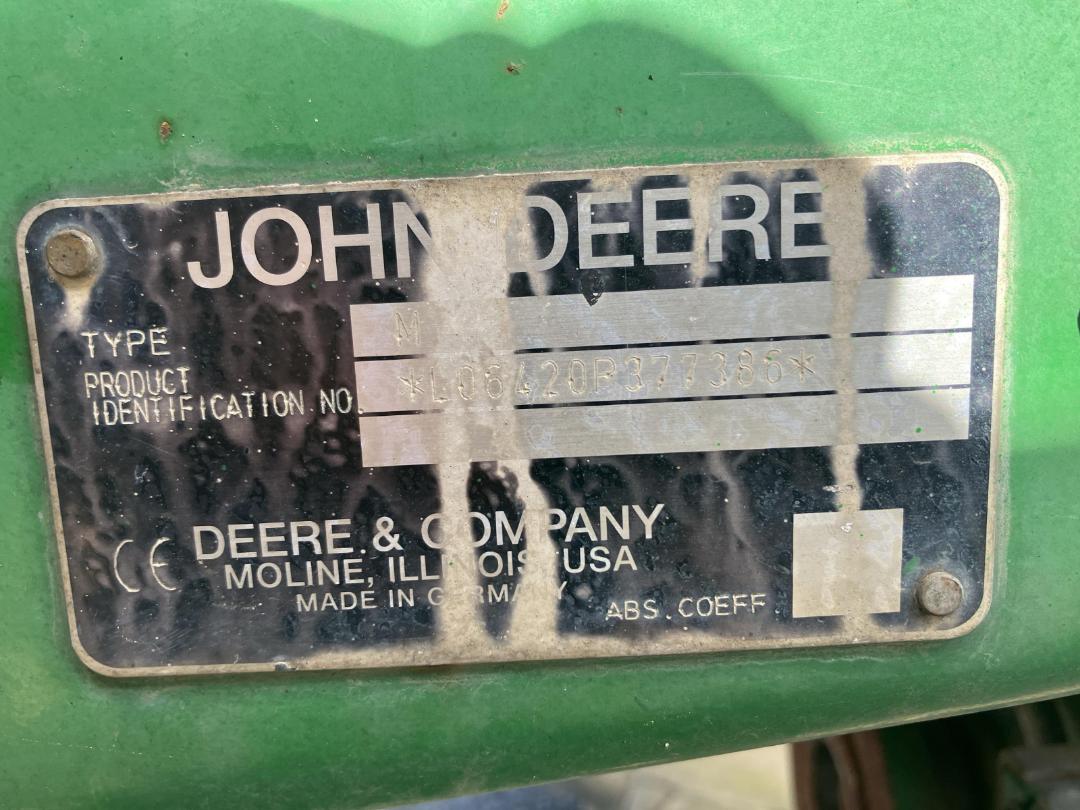 JOHN DEERE
TYPE M
PRODUCT
IDENTIFICATION NO. *L06420P377386*
CE
DEERE & COMPANY
MOLINE, ILLINOIS USA
MADE IN GERMANY
ABS.COEFF